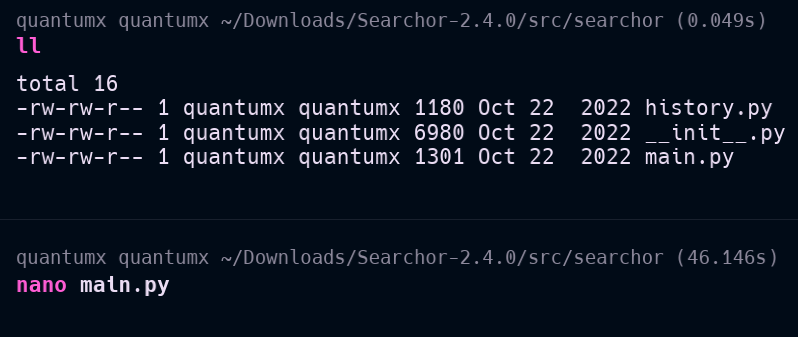 quantumx quantumx ~/Downloads/Searchor-2.4.0/src/searchor (0.049s)
ll
total 16
-rw-rw-r-- 1 quantumx quantumx 1180 Oct 22  2022 history.py
-rw-rw-r-- 1 quantumx quantumx 6980 Oct 22  2022 __init__.py
-rw-rw-r-- 1 quantumx quantumx 1301 Oct 22  2022 main.py
quantumx quantumx ~/Downloads/Searchor-2.4.0/src/searchor (46.146s)
nano maln.py